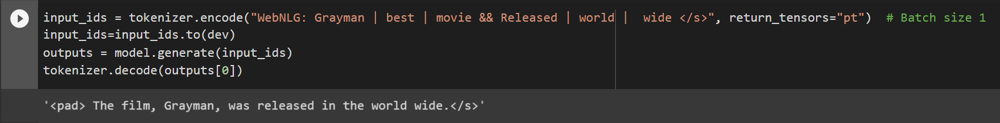 input_ids = tokenizer.encode("WebNLG: Grayman | best | movie && Released | world |  wide </s>", return_tensors="pt")  # Batch size 1
input_ids=input_ids.to(dev)
outputs = model.generate(input_ids)
tokenizer.decode(outputs[0])
'<pad> The film, Grayman, was released in the world wide.</s>'